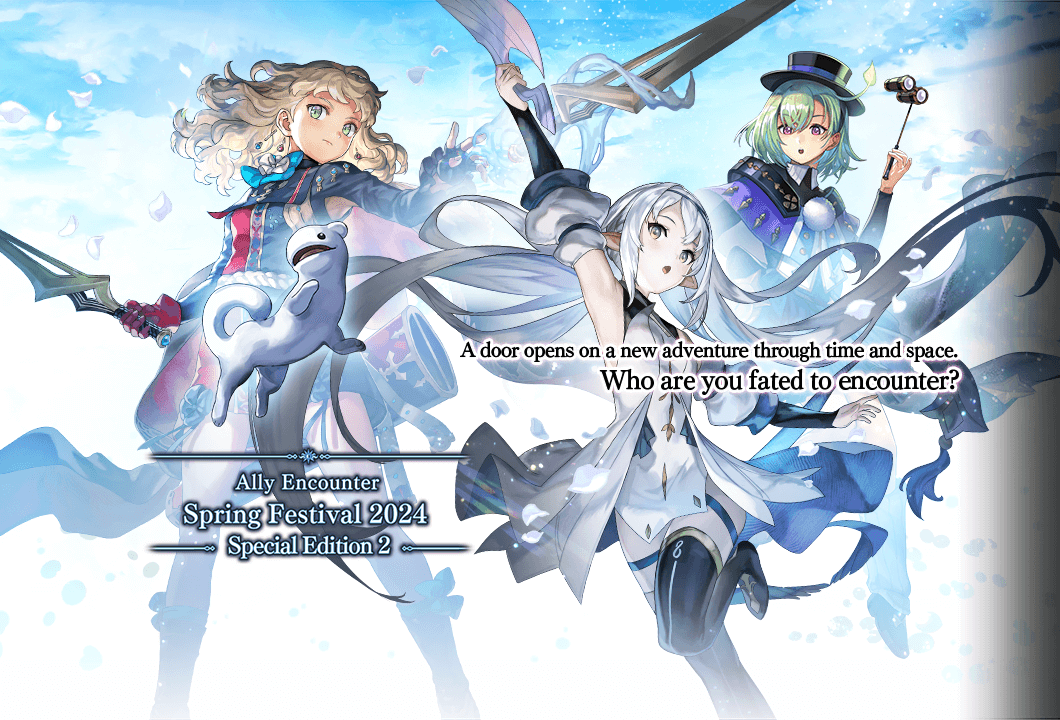 A door opens on a new adventure through time and space.
Who are you fated to encounter?
Ally Encounter
Spring Festival 2024
Special Edition 2